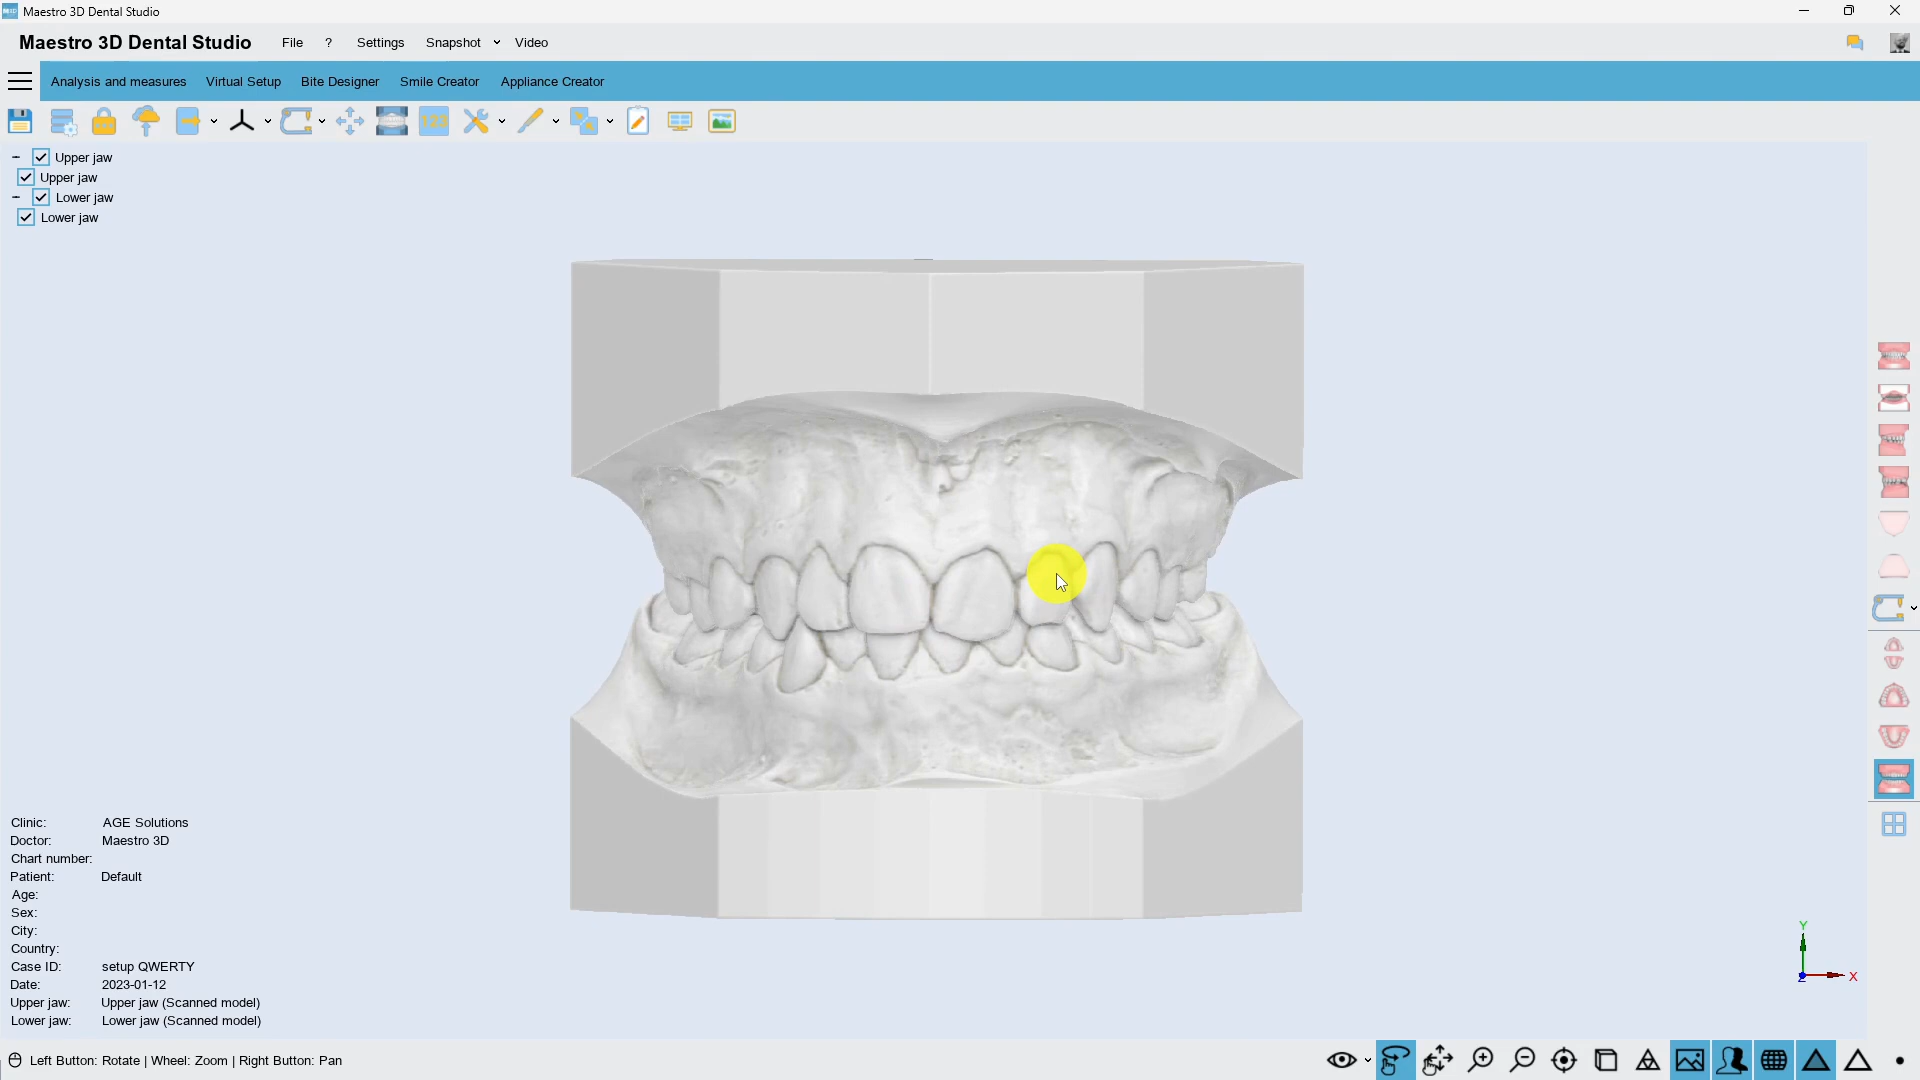 Maestro 3D Dental Studio
Maestro 3D Dental Studio File ? Settings Snapshot Video
Analysis and measures Virtual Setup Bite Designer Smile Creator Appliance Creator
123
Upper jaw
Upper jaw
Lower jaw
Lower jaw
Clinic: AGE Solutions
Doctor: Maestro 3D
Chart number:
Patient: Default
Age:
Sex:
City:
Country:
Case ID: setup QWERTY
Date: 2023-01-12
Upper jaw: Upper jaw (Scanned model)
Lower jaw: Lower jaw (Scanned model)
Y
Z X
Left Button: Rotate | Wheel: Zoom | Right Button: Pan